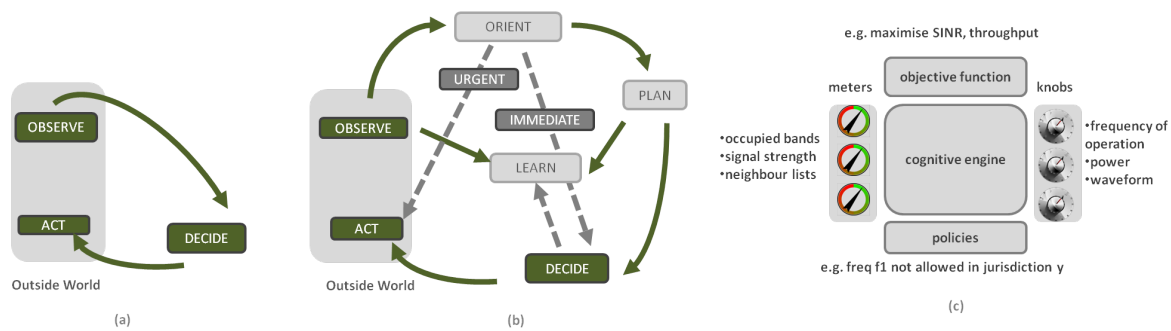 OBSERVE
ACT
DECIDE
Outside World
(a)
ORIENT
URGENT
PLAN
IMMEDIATE
OBSERVE
LEARN
ACT
DECIDE
Outside World
(b)
e.g. maximise SINR, throughput
objective function
meters
knobs
•occupied bands
•signal strength
•neighbour lists
cognitive engine
•frequency of
operation
•power
•waveform
policies
e.g. freq f1 not allowed in jurisdiction y
(c)